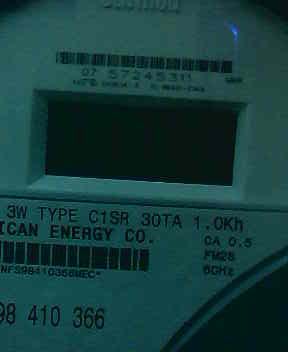 07 57245311
3W TYPE C1SR 30TA 1.0Kh
ICAN ENERGY CO.
CA 0.5
FM2S
60Hz
NFS98410366MEC*
98 410 366